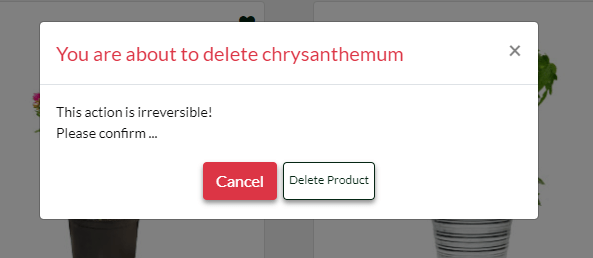 You are about to delete chrysanthemum
×
This action is irreversible!
Please confirm ...
Cancel
Delete Product